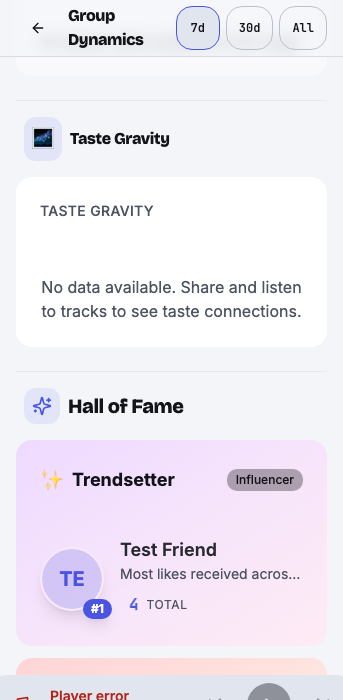 Group
Dynamics
7d
30d
All
Taste Gravity
TASTE GRAVITY
No data available. Share and listen
to tracks to see taste connections.
Hall of Fame
Trendsetter
Influencer
TE
#1
Test Friend
Most likes received acros...
4 TOTAL
Player error